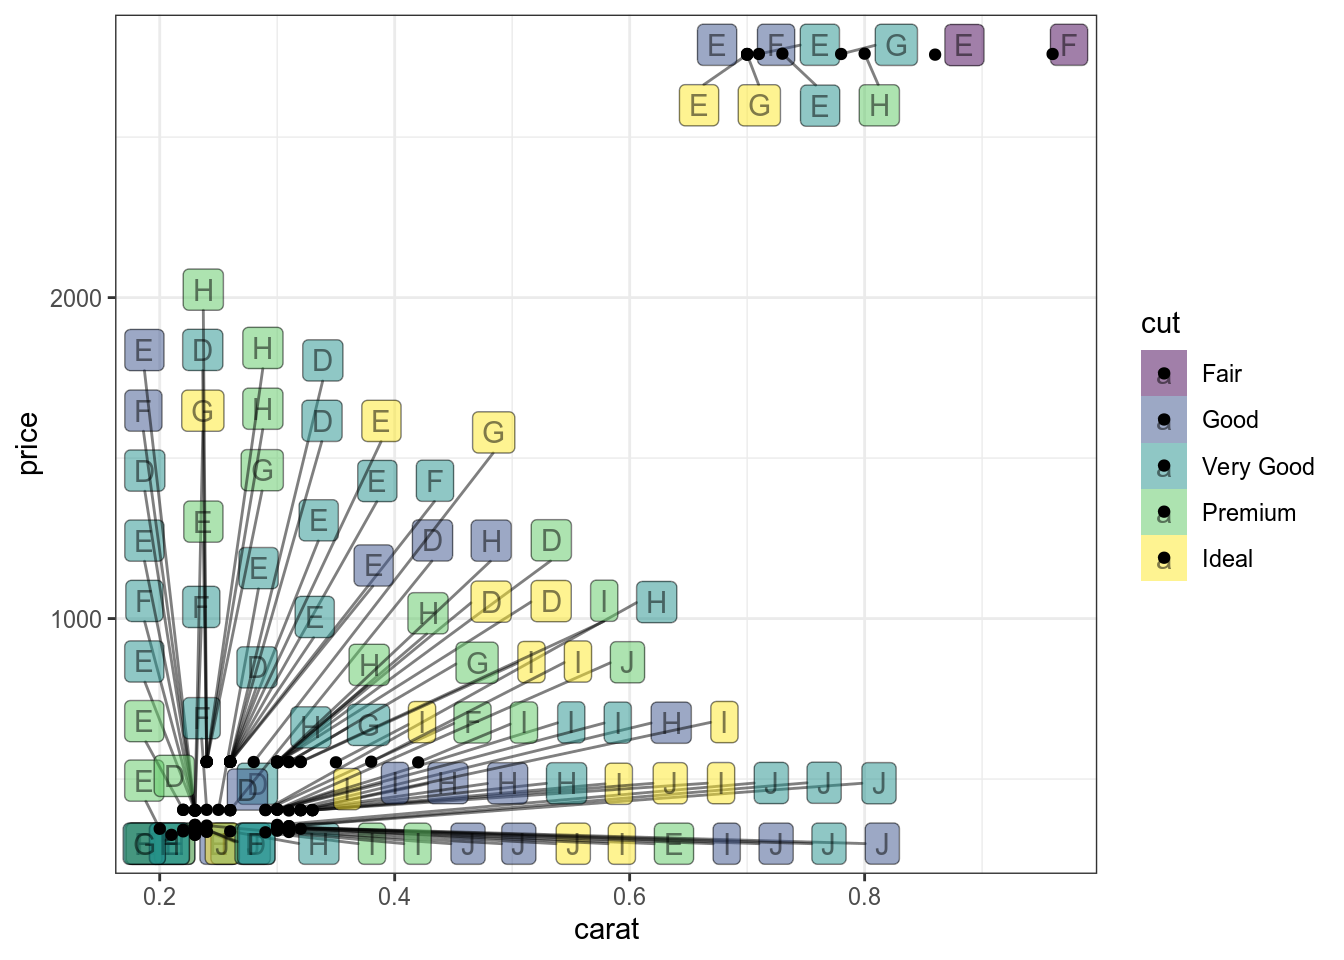 E F E G E F
E G E H
2000
H
E D H D
F G H D E G
D G E F
E E E D H D
E F E H D D I H
E D H G I I J
E F H G I F I I I H I
E D D I I H H H I J I J J J
H I I J J J I E I J J J
1000
0.2 0.4 0.6 0.8
carat
price
cut
a Fair
a Good
a Very Good
a Premium
a Ideal